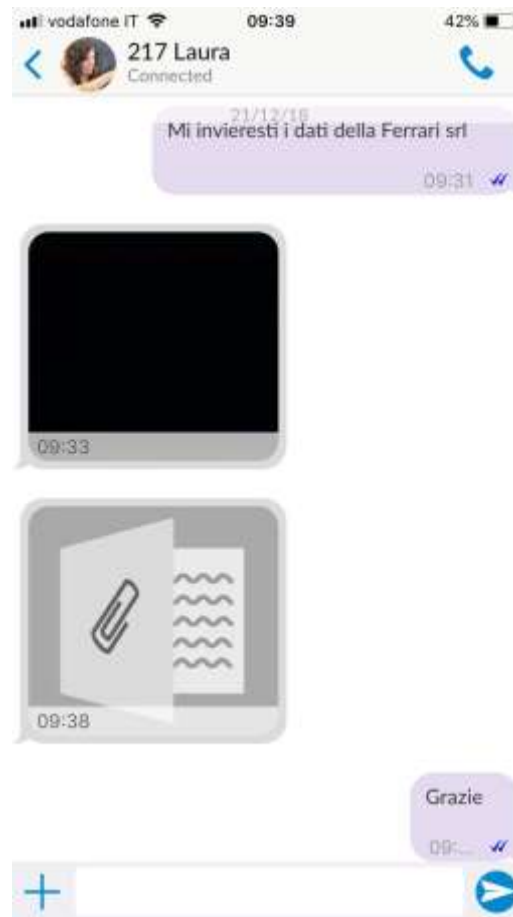 vodafone IT 09:39 42%
217 Laura
Connected
21/12/18
Mi invieresti i dati della Ferrari srl
09:31
09:33
09:38
Grazie
09:...